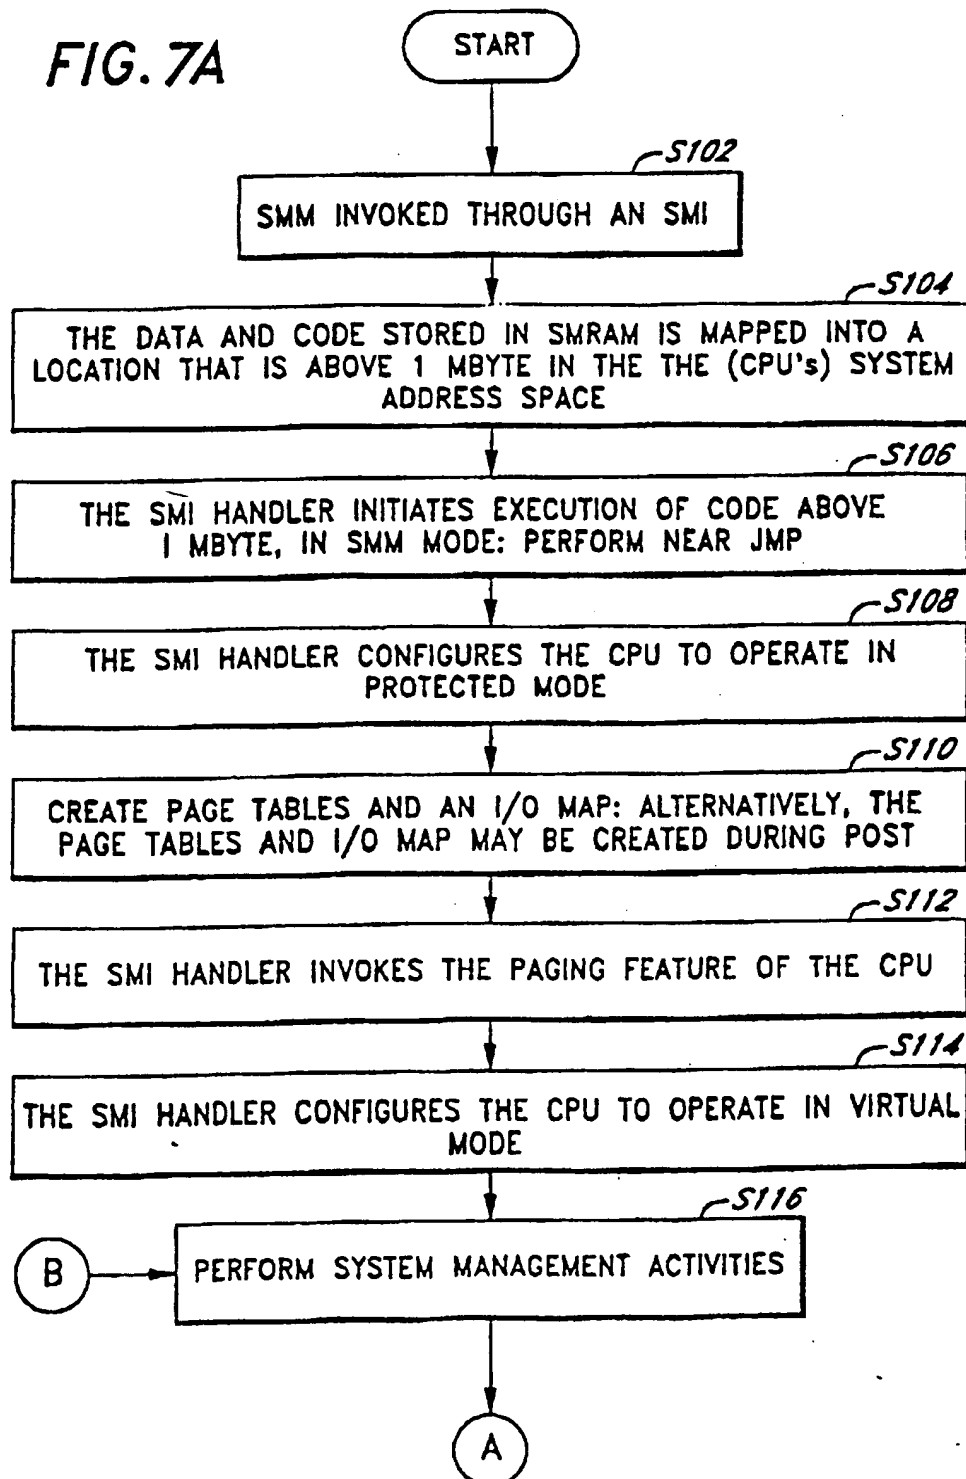 FIG. 7A
START
S102
SMM INVOKED THROUGH AN SMI
S104
THE DATA AND CODE STORED IN SMRAM IS MAPPED INTO A
LOCATION THAT IS ABOVE 1 MBYTE IN THE THE (CPU's) SYSTEM
ADDRESS SPACE
S106
THE SMI HANDLER INITIATES EXECUTION OF CODE ABOVE
1 MBYTE, IN SMM MODE: PERFORM NEAR JMP
S108
THE SMI HANDLER CONFIGURES THE CPU TO OPERATE IN
PROTECTED MODE
S110
CREATE PAGE TABLES AND AN I/O MAP: ALTERNATIVELY, THE
PAGE TABLES AND I/O MAP MAY BE CREATED DURING POST
S112
THE SMI HANDLER INVOKES THE PAGING FEATURE OF THE CPU
S114
THE SMI HANDLER CONFIGURES THE CPU TO OPERATE IN VIRTUAL
MODE
S116
B
PERFORM SYSTEM MANAGEMENT ACTIVITIES
A